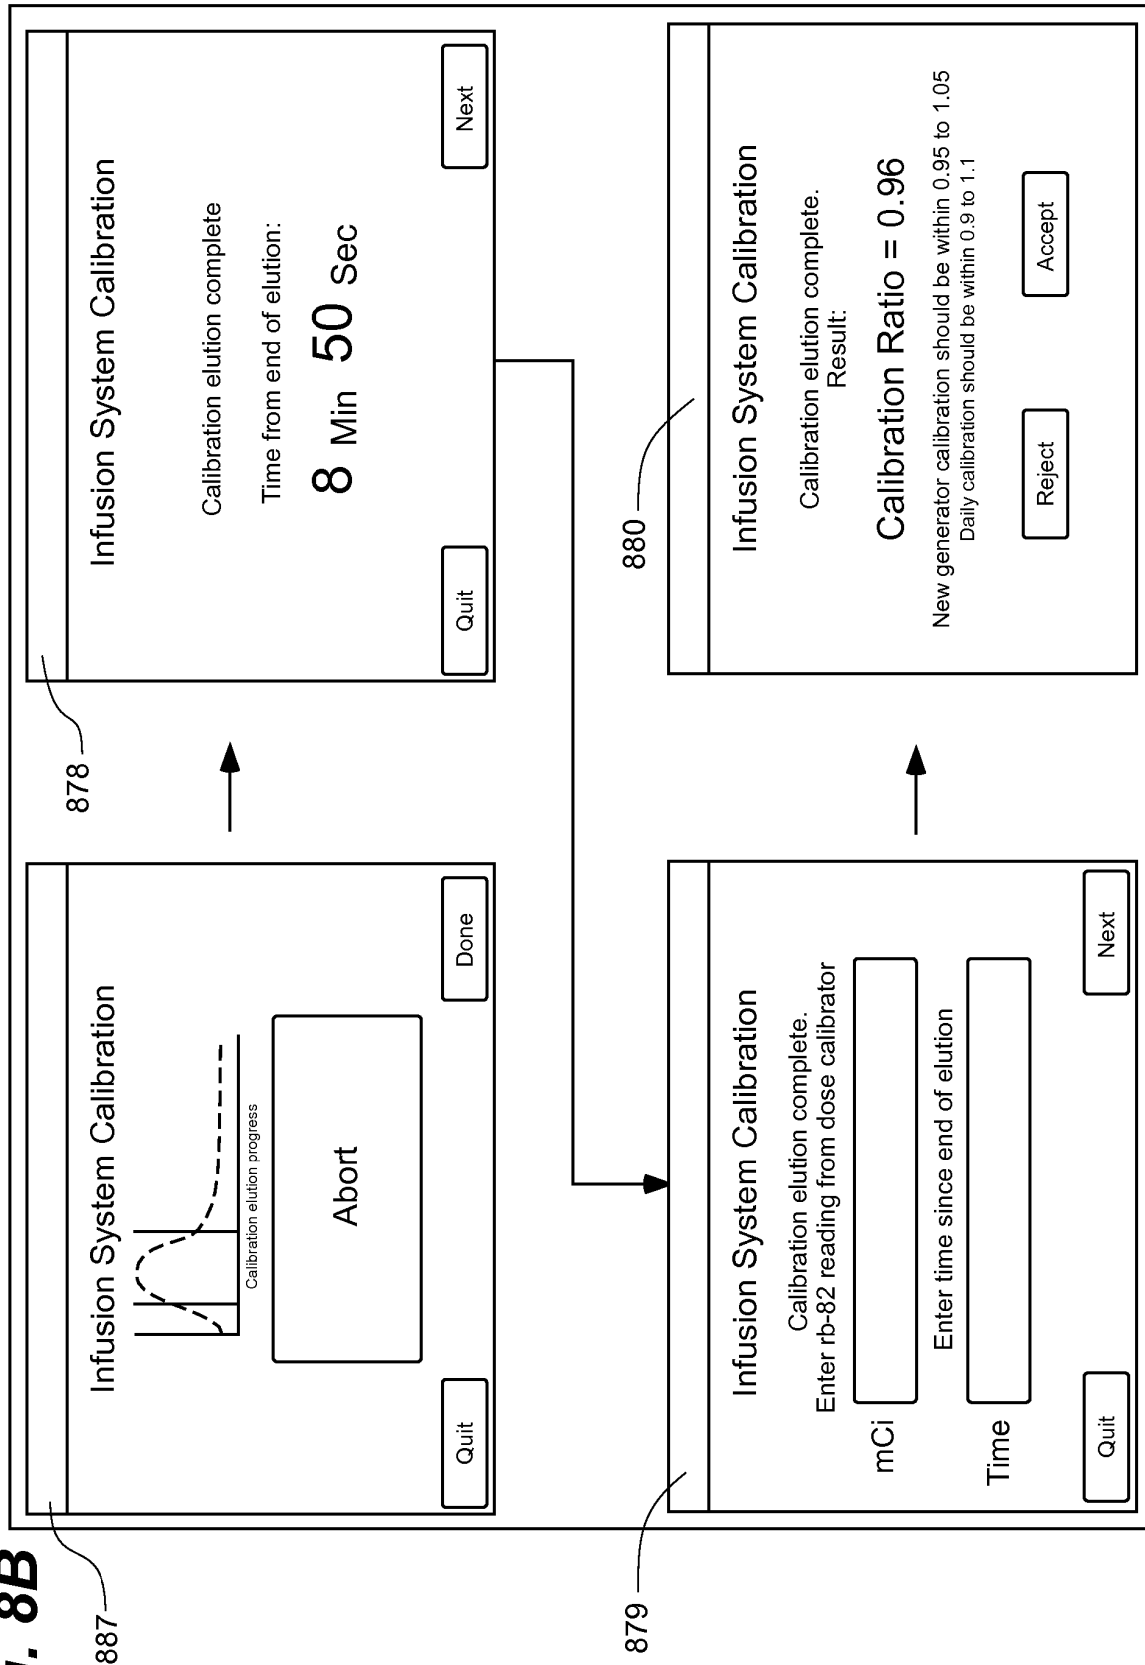 8B
887
Infusion System Calibration
Calibration elution progress
Abort
Quit
Done
878
Infusion System Calibration
Calibration elution complete
Time from end of elution:
8 Min 50 Sec
Quit
Next
879
Infusion System Calibration
Calibration elution complete.
Enter rb-82 reading from dose calibrator
mCi
Enter time since end of elution
Time
Quit
Next
880
Infusion System Calibration
Calibration elution complete.
Result:
Calibration Ratio = 0.96
New generator calibration should be within 0.95 to 1.05
Daily calibration should be within 0.9 to 1.1
Reject
Accept